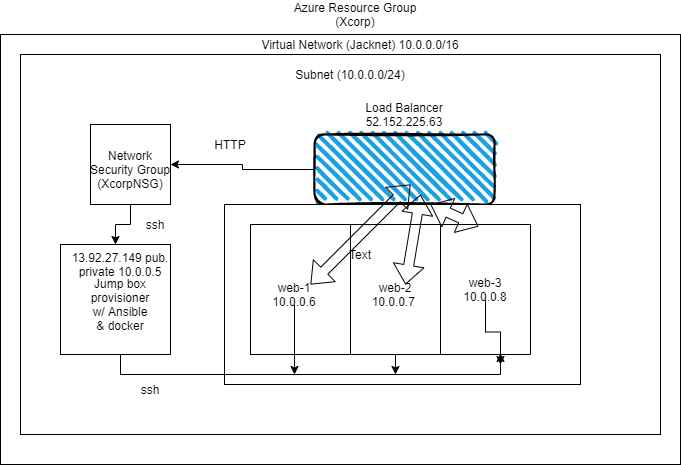 Azure Resource Group
(Xcorp)
Virtual Network (Jacknet) 10.0.0.0/16
Subnet (10.0.0.0/24)
Load Balancer
52.152.225.63
HTTP
Network
Security Group
(XcorpNSG)
ssh
13.92.27.149 pub.
private 10.0.0.5
Jump box
provisioner
w/ Ansible
& docker
Text
web-1
10.0.0.6
web-2
10.0.0.7
web-3
10.0.0.8
ssh